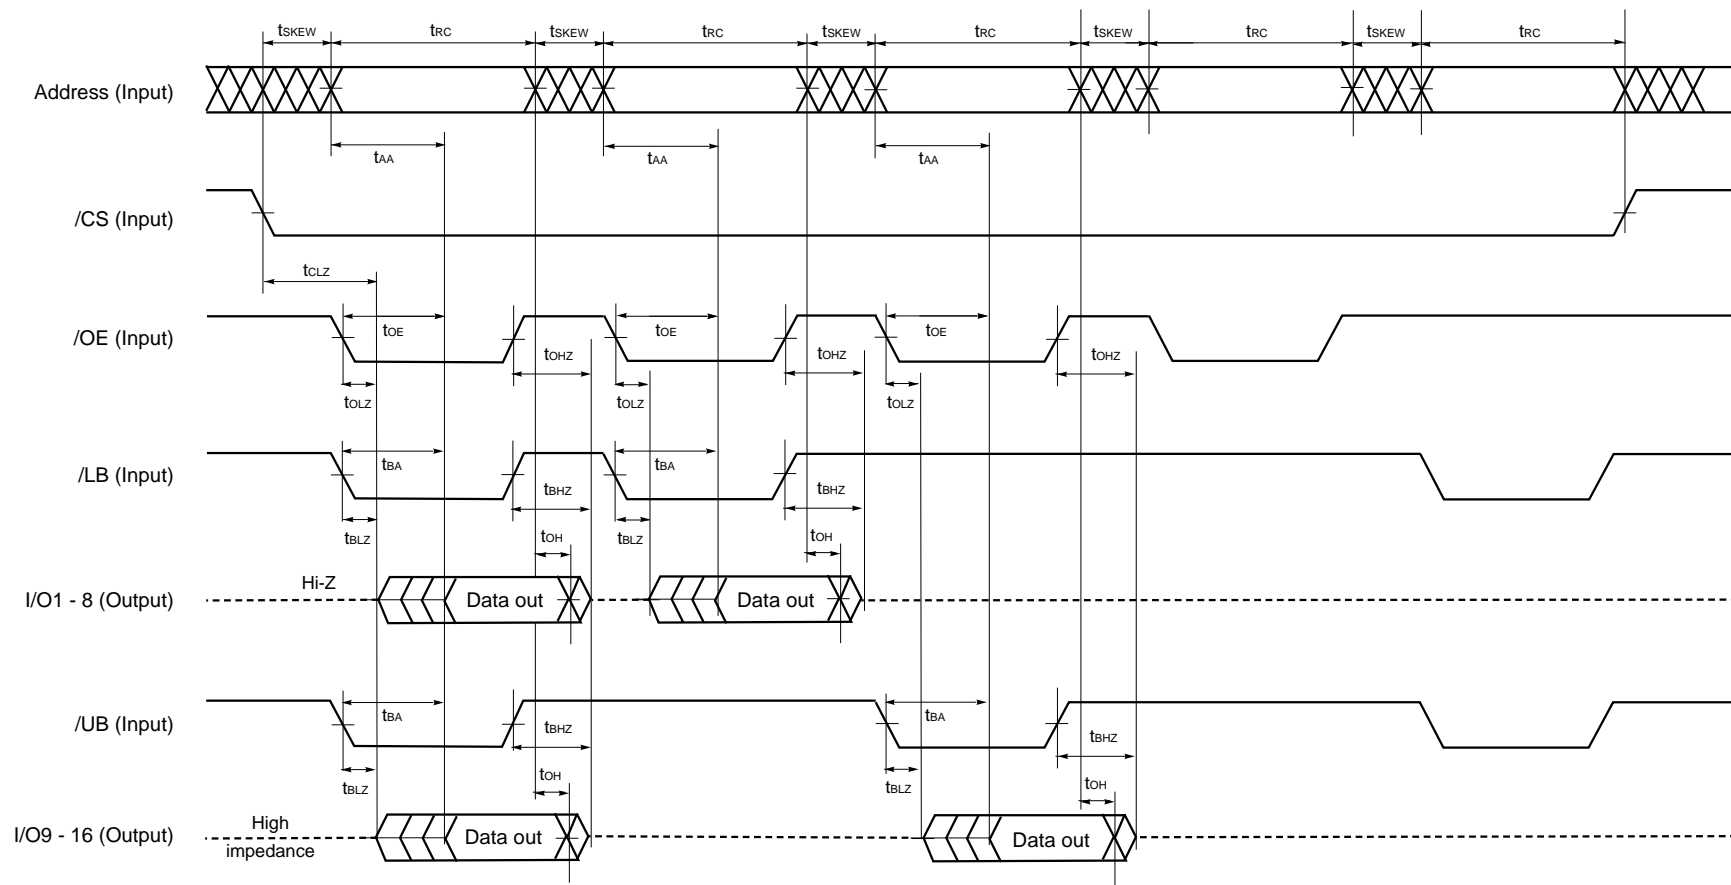 tSKEW tRC tSKEW tRC tSKEW tRC tSKEW tRC tSKEW tRC
Address (Input)
tAA tAA tAA
/CS (Input)
tCLZ
/OE (Input) tOE tOE tOE
tOHZ tOHZ tOHZ
tOLZ tOLZ tOLZ
/LB (Input) tBA tBA
tBHZ tBHZ
tBLZ tOH tBLZ tOH
I/O1 - 8 (Output) Hi-Z Data out Data out
/UB (Input) tBA tBA
tBHZ tBHZ
tBLZ tOH tBLZ tOH
I/O9 - 16 (Output) High impedance Data out Data out